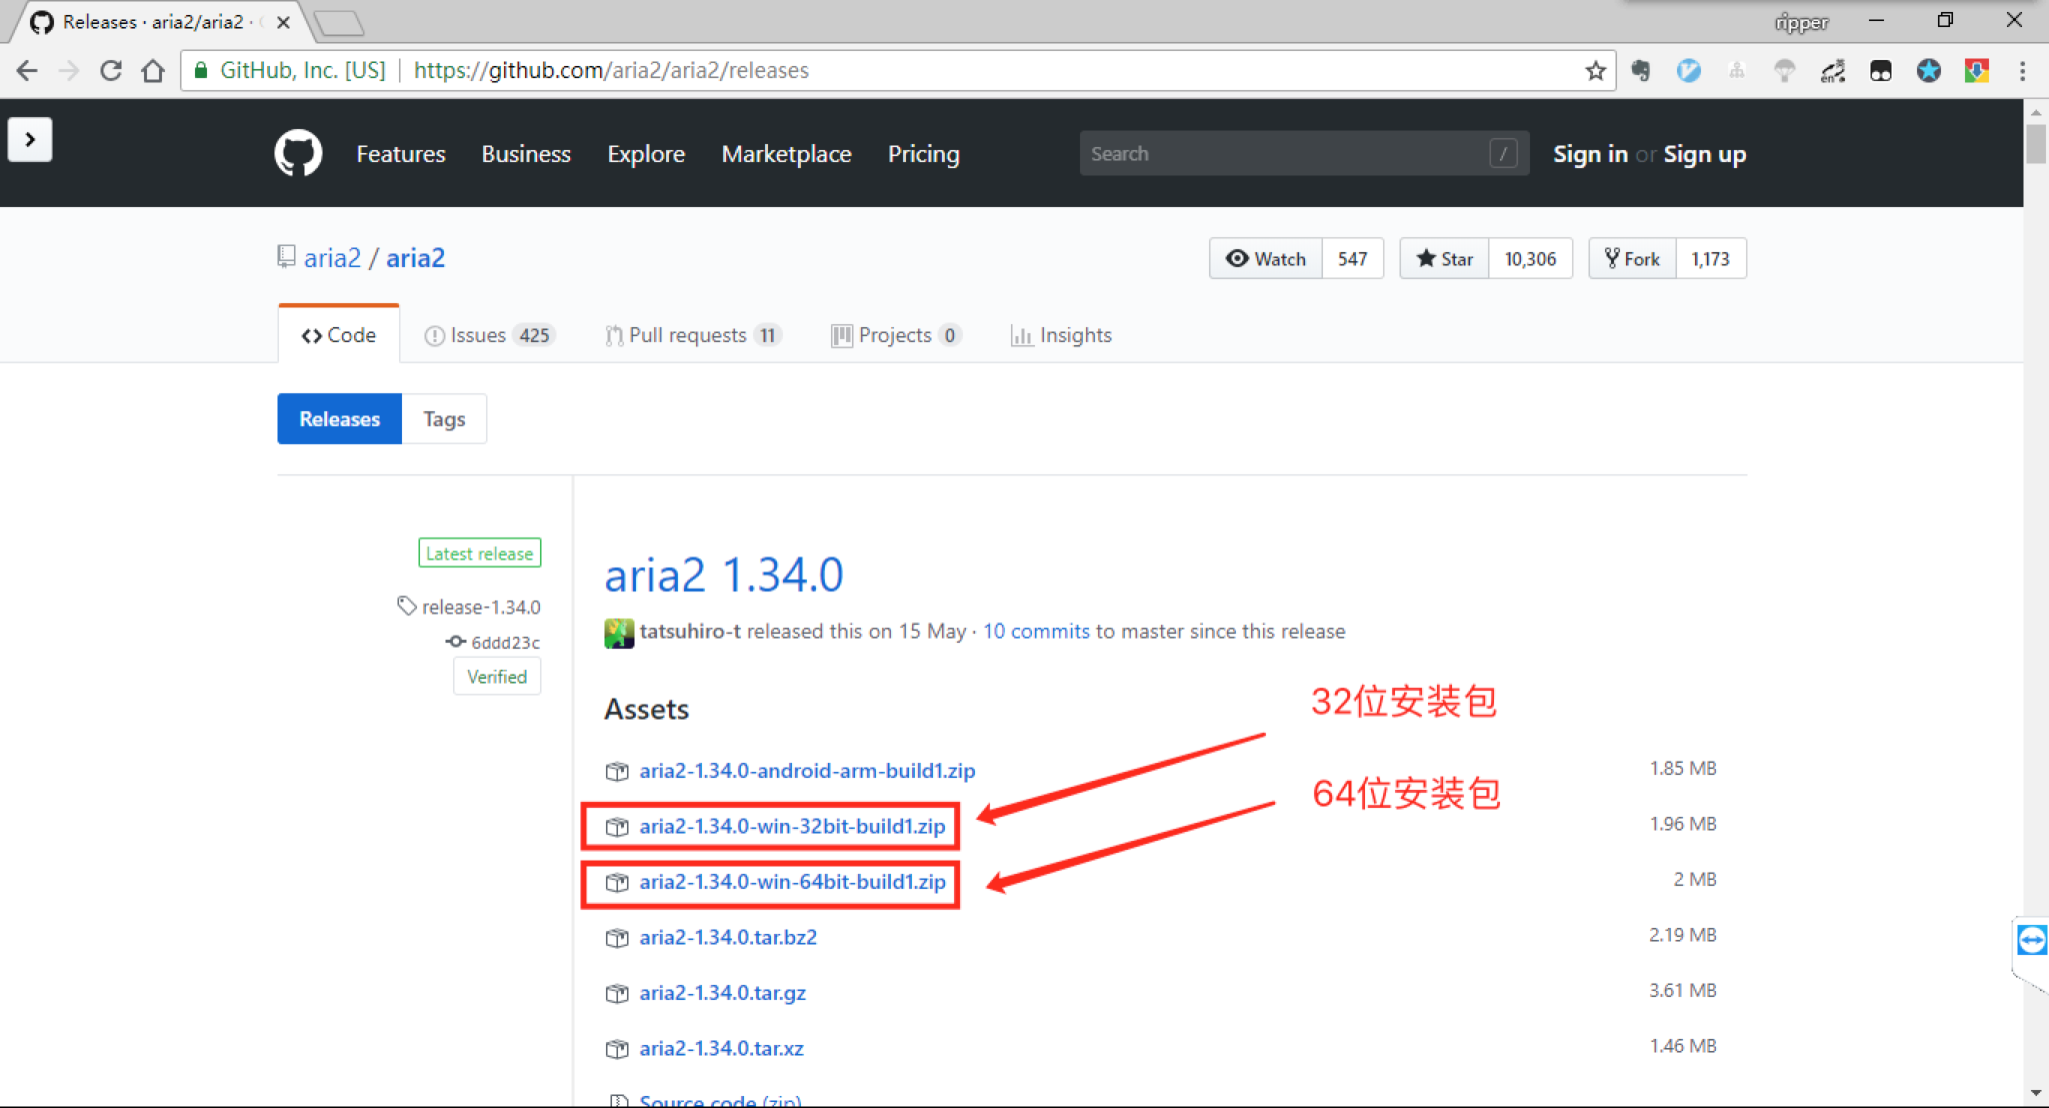 Releases · aria2/aria2 ·
ripper
GitHub, Inc. [US] https://github.com/aria2/aria2/releases
Features Business Explore Marketplace Pricing Search / Sign in or Sign up
aria2 / aria2
Watch 547 Star 10,306 Fork 1,173
Code Issues 425 Pull requests 11 Projects 0 Insights
Releases Tags
Latest release
release-1.34.0
6ddd23c
Verified
aria2 1.34.0
tatsuhiro-t released this on 15 May · 10 commits to master since this release
Assets
32位安装包
64位安装包
aria2-1.34.0-android-arm-build1.zip 1.85 MB
aria2-1.34.0-win-32bit-build1.zip 1.96 MB
aria2-1.34.0-win-64bit-build1.zip 2 MB
aria2-1.34.0.tar.bz2 2.19 MB
aria2-1.34.0.tar.gz 3.61 MB
aria2-1.34.0.tar.xz 1.46 MB
Source code (zip)